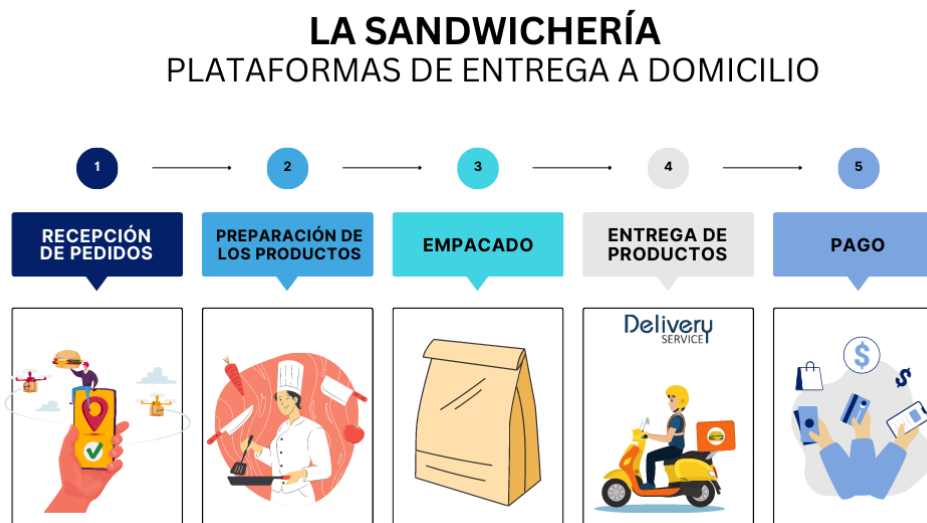 LA SANDWICHERÍA
PLATAFORMAS DE ENTREGA A DOMICILIO
1
2
3
4
5
RECEPCIÓN
DE PEDIDOS
PREPARACIÓN DE
LOS PRODUCTOS
EMPACADO
ENTREGA DE
PRODUCTOS
PAGO
Delivery
SERVICE
$
$